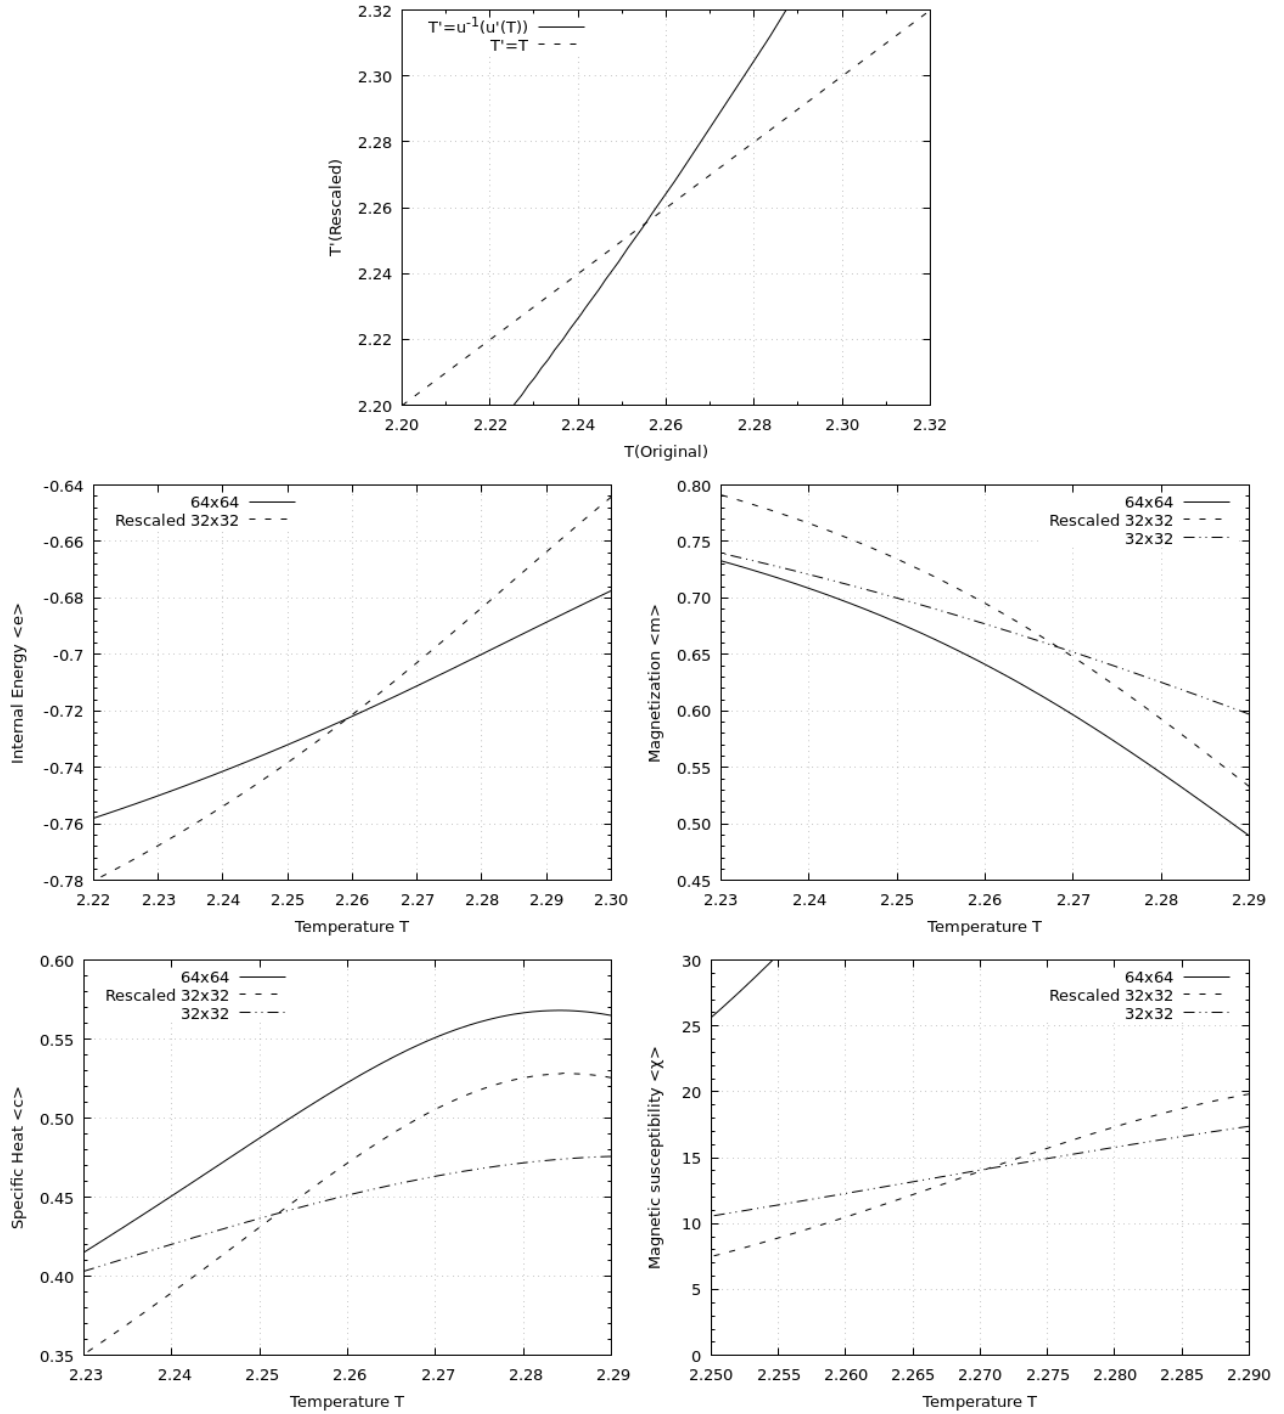 T'=u-1(u'(T))
T'=T
2.32
2.30
2.28
2.26
2.24
2.22
2.20
T'(Rescaled)
2.20 2.22 2.24 2.26 2.28 2.30 2.32
T(Original)
64x64
Rescaled 32x32
-0.64
-0.66
-0.68
-0.7
-0.72
-0.74
-0.76
-0.78
Internal Energy <e>
2.22 2.23 2.24 2.25 2.26 2.27 2.28 2.29 2.30
Temperature T
64x64
Rescaled 32x32
32x32
0.80
0.75
0.70
0.65
0.60
0.55
0.50
0.45
Magnetization <m>
2.23 2.24 2.25 2.26 2.27 2.28 2.29
Temperature T
64x64
Rescaled 32x32
32x32
0.60
0.55
0.50
0.45
0.40
0.35
Specific Heat <c>
2.23 2.24 2.25 2.26 2.27 2.28 2.29
Temperature T
64x64
Rescaled 32x32
32x32
30
25
20
15
10
5
0
Magnetic susceptibility <χ>
2.250 2.255 2.260 2.265 2.270 2.275 2.280 2.285 2.290
Temperature T